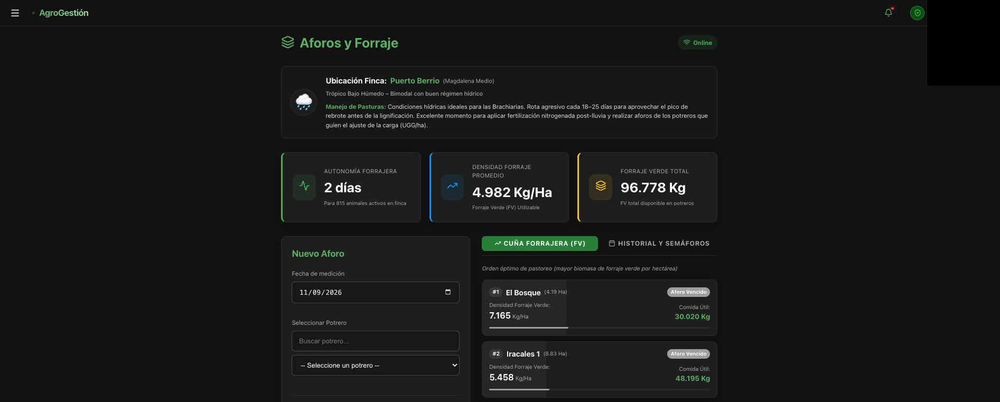 AgroGestión
Aforos y Forraje
Online
Ubicación Finca: Puerto Berrio (Magdalena Medio)
Trópico Bajo Húmedo – Bimodal con buen régimen hídrico
Manejo de Pasturas: Condiciones hídricas ideales para las Brachiarias. Rota agresivo cada 18–25 días para aprovechar el pico de
rebrote antes de la lignificación. Excelente momento para aplicar fertilización nitrogenada post-lluvia y realizar aforos de los potreros que
guíen el ajuste de la carga (UGG/ha).
AUTONOMÍA FORRAJERA
2 días
Para 815 animales activos en finca
DENSIDAD FORRAJE
PROMEDIO
4.982 Kg/Ha
Forraje Verde (FV) Utilizable
FORRAJE VERDE TOTAL
96.778 Kg
FV total disponible en potreros
Nuevo Aforo
Fecha de medición
11/09/2026
Seleccionar Potrero
Buscar potrero...
-- Seleccione un potrero --
CUÑA FORRAJERA (FV)
HISTORIAL Y SEMÁFOROS
Orden óptimo de pastoreo (mayor biomasa de forraje verde por hectárea)
#1 El Bosque (4.19 Ha)
Aforo Vencido
Densidad Forraje Verde:
7.165 Kg/Ha
Comida Útil:
30.020 Kg
#2 Iracales 1 (8.83 Ha)
Aforo Vencido
Densidad Forraje Verde:
5.458 Kg/Ha
Comida Útil:
48.195 Kg